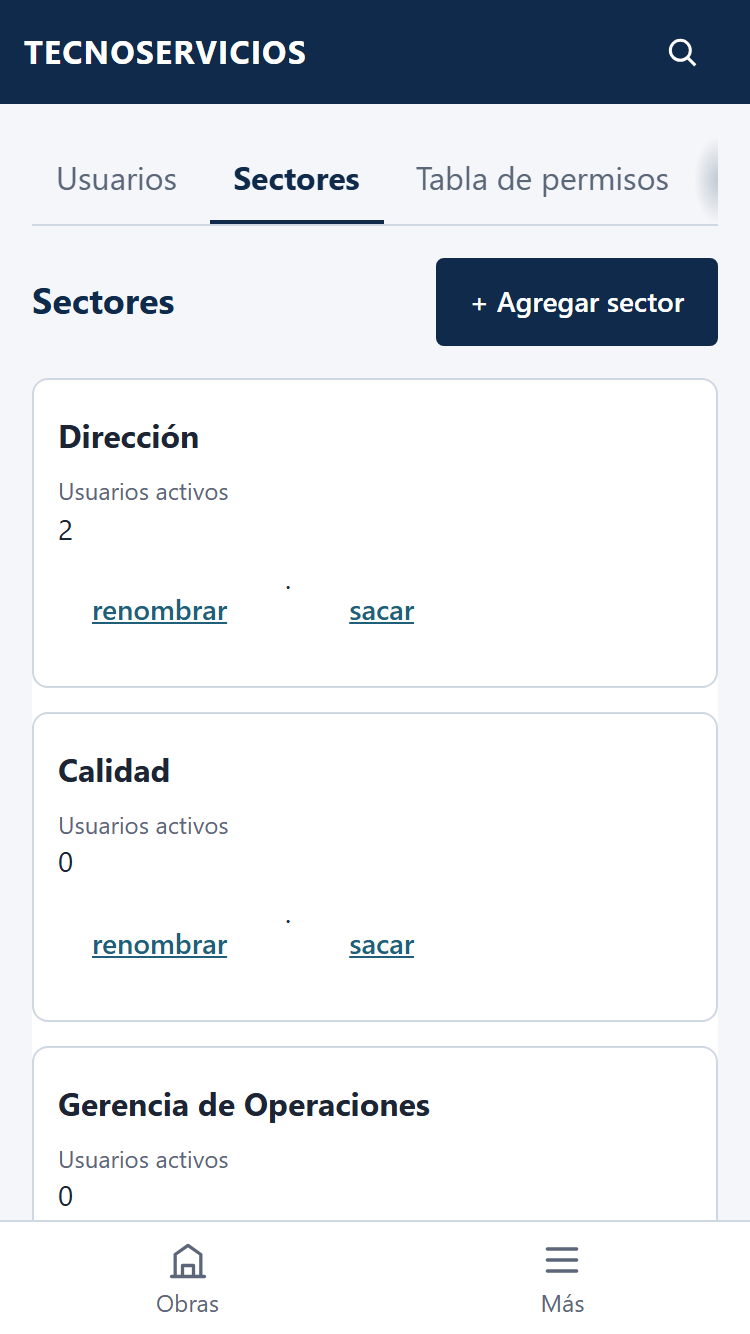 TECNOSERVICIOS
Usuarios Sectores Tabla de permisos
Sectores + Agregar sector
Dirección
Usuarios activos
2
renombrar · sacar
Calidad
Usuarios activos
0
renombrar · sacar
Gerencia de Operaciones
Usuarios activos
0
Obras Más